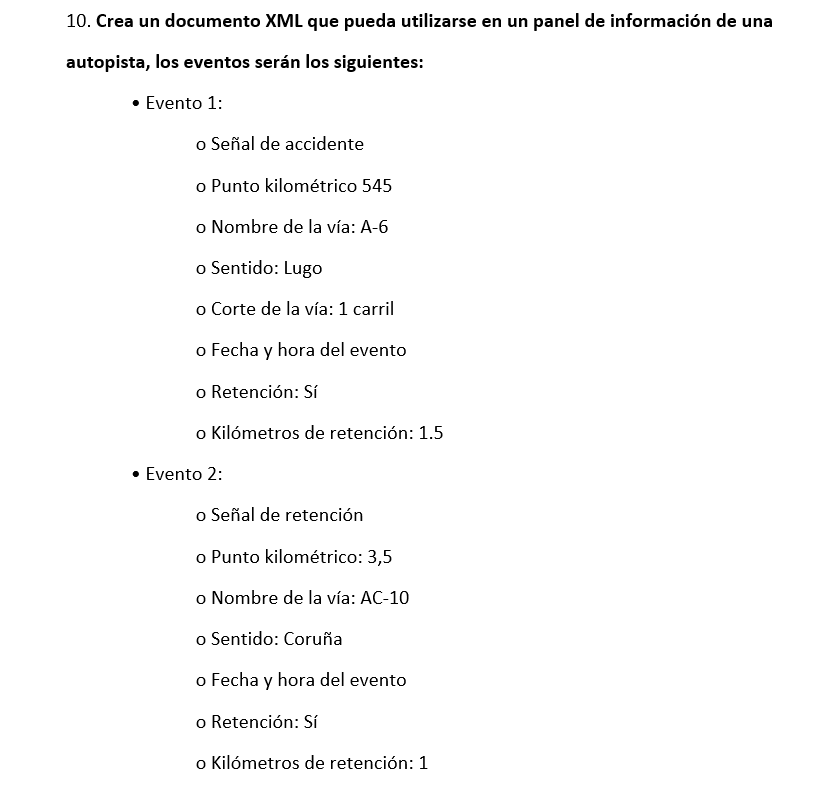 10. Crea un documento XML que pueda utilizarse en un panel de información de una
autopista, los eventos serán los siguientes:
• Evento 1:
o Señal de accidente
o Punto kilométrico 545
o Nombre de la vía: A-6
o Sentido: Lugo
o Corte de la vía: 1 carril
o Fecha y hora del evento
o Retención: Sí
o Kilómetros de retención: 1.5
• Evento 2:
o Señal de retención
o Punto kilométrico: 3,5
o Nombre de la vía: AC-10
o Sentido: Coruña
o Fecha y hora del evento
o Retención: Sí
o Kilómetros de retención: 1